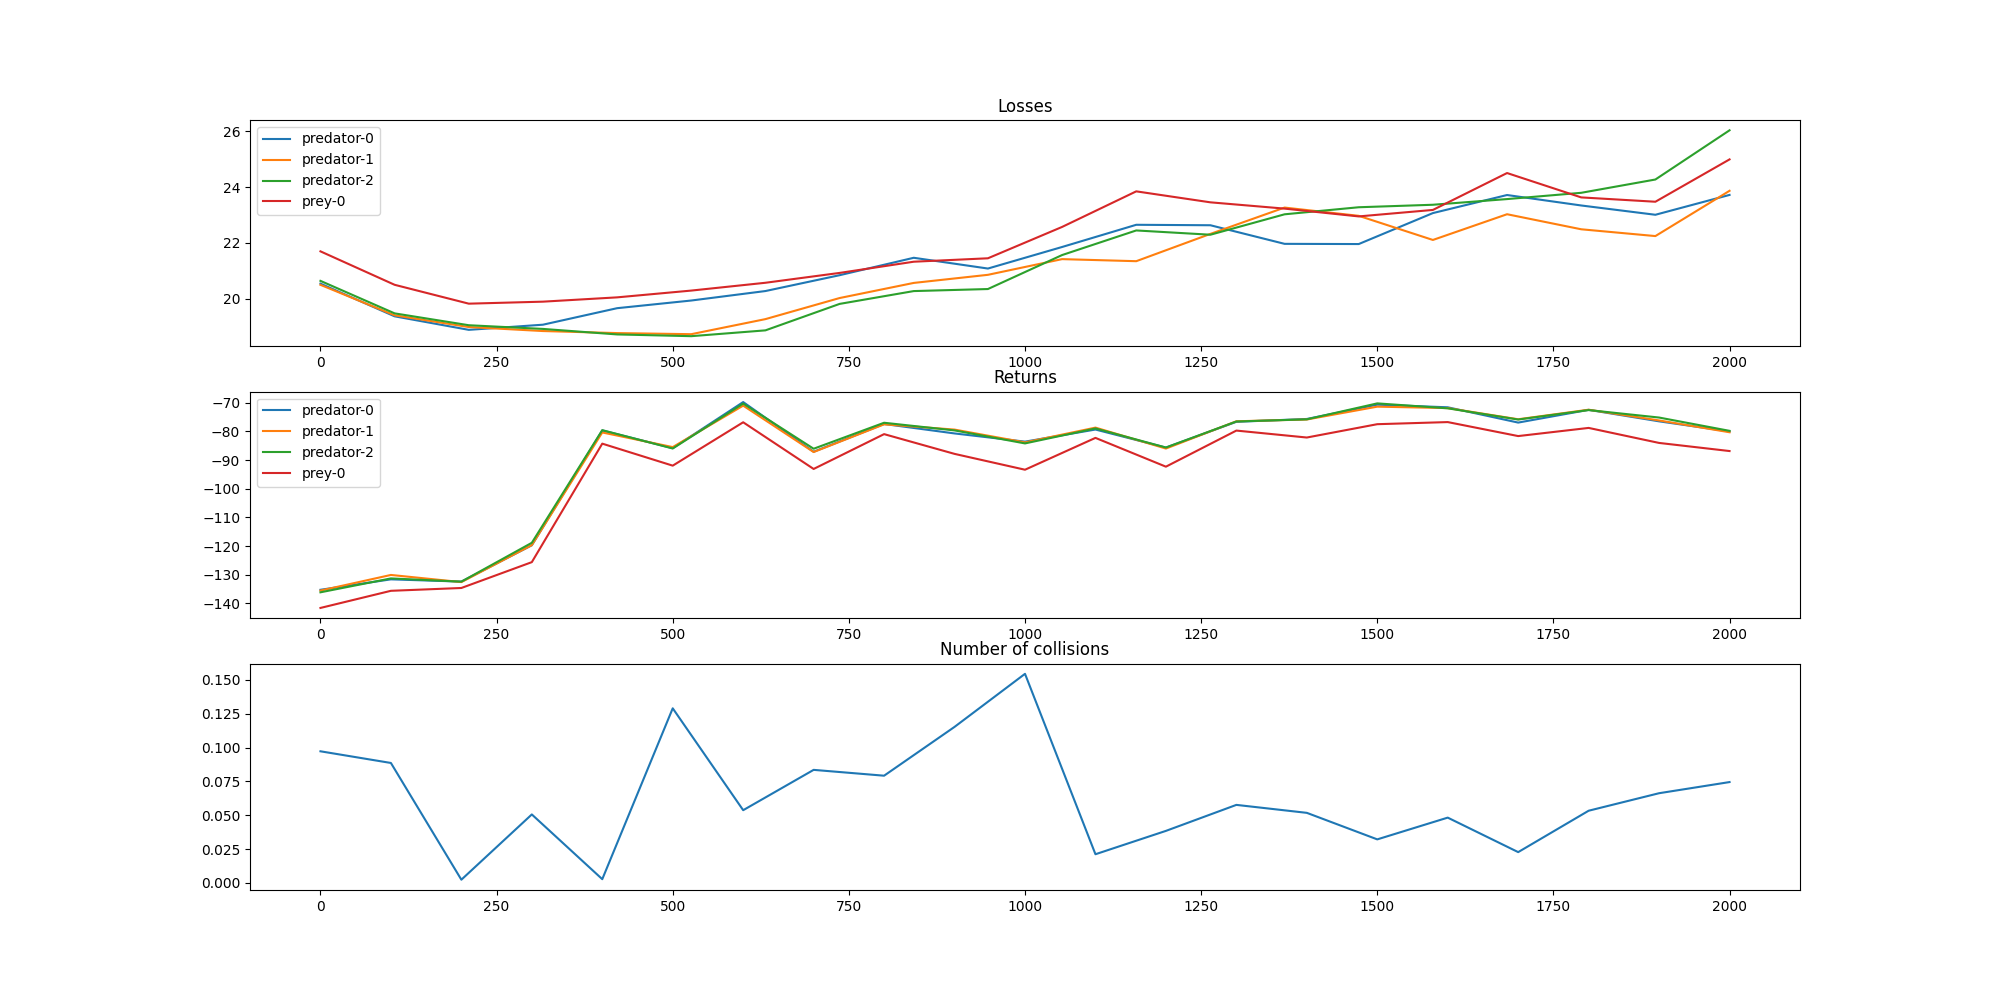 Losses
26
24
22
20
predator-0
predator-1
predator-2
prey-0
0 250 500 750 1000 1250 1500 1750 2000
Returns
−70
−80
−90
−100
−110
−120
−130
−140
predator-0
predator-1
predator-2
prey-0
0 250 500 750 1000 1250 1500 1750 2000
Number of collisions
0.150
0.125
0.100
0.075
0.050
0.025
0.000
0 250 500 750 1000 1250 1500 1750 2000